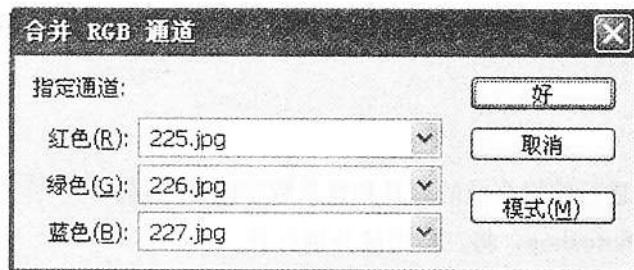 合并 RGB 通道
指定通道:
好
红色(R): 225.jpg
取消
绿色(G): 226.jpg
模式(M)
蓝色(B): 227.jpg